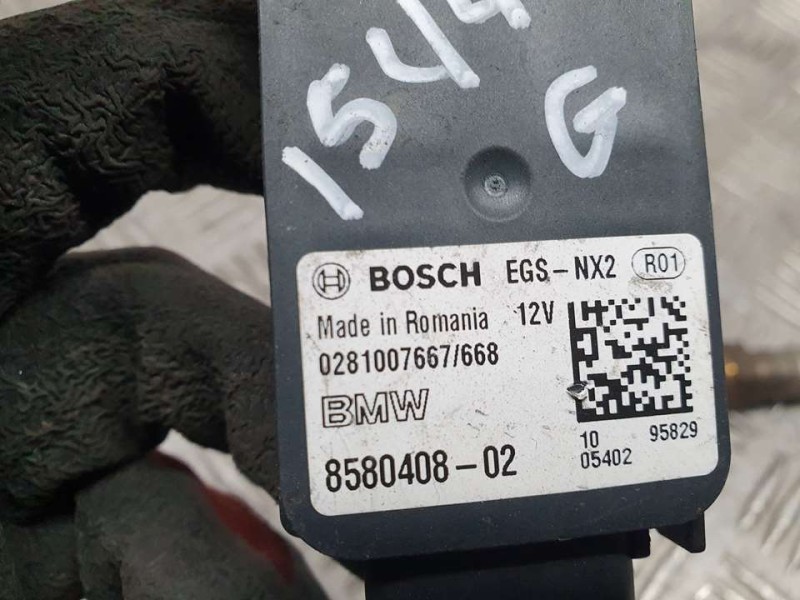 1544
G
BOSCH EGS-NX2 R01
Made in Romania 12V
0281007667/668
BMW
8580408-02
10 95829
05402